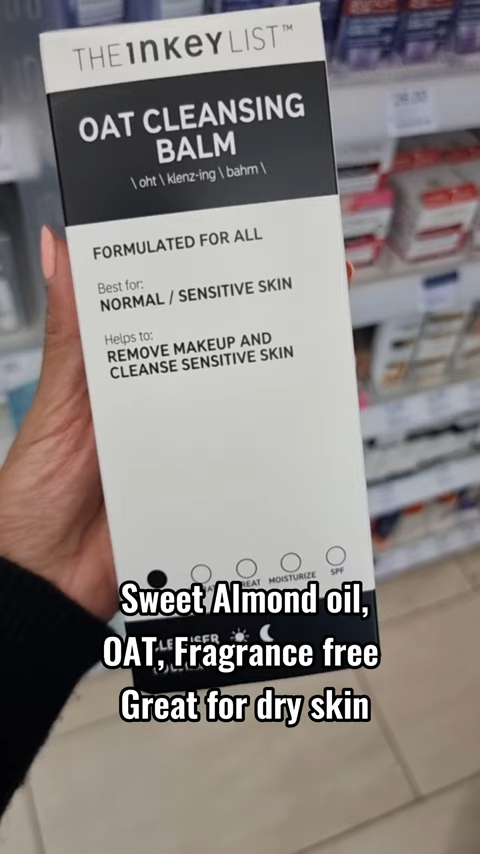 THE INKEY LIST™
OAT CLEANSING
BALM
\ oht \ klenz-ing \ bahm \
FORMULATED FOR ALL
Best for:
NORMAL / SENSITIVE SKIN
Helps to:
REMOVE MAKEUP AND
CLEANSE SENSITIVE SKIN
MOISTURIZE
SPF
Sweet Almond oil,
OAT, Fragrance free
Great for dry skin